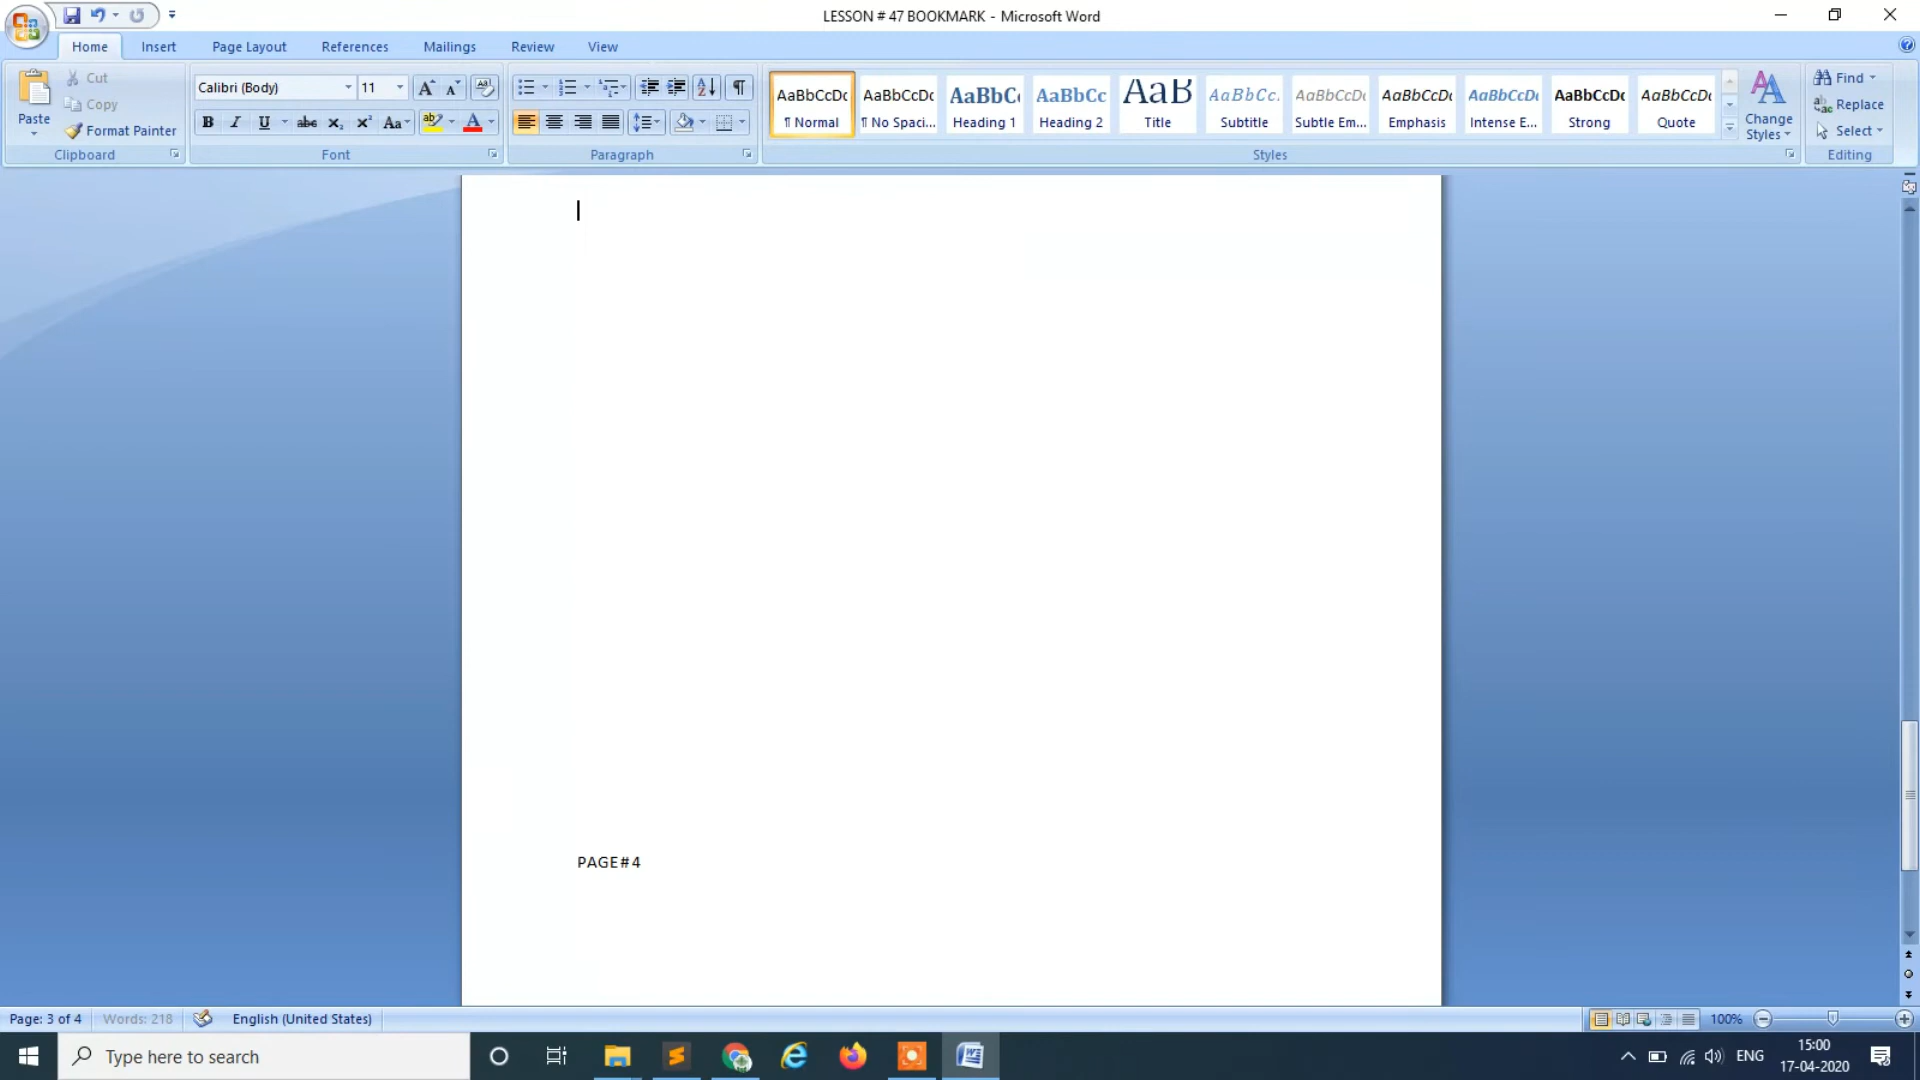 LESSON # 47 BOOKMARK - Microsoft Word
Home Insert Page Layout References Mailings Review View
Paste
Cut
Copy
Format Painter
Clipboard
Calibri (Body) 11
Font
Paragraph
AaBbCcDc AaBbCcDc AaBbC AaBbCc AaB AaBbCc. AaBbCcDc AaBbCcDc AaBbCcDc AaBbCcDc AaBbCcDc
¶ Normal ¶ No Spaci... Heading 1 Heading 2 Title Subtitle Subtle Em... Emphasis Intense E... Strong Quote
Change
Styles
Styles
Find
Replace
Select
Editing
PAGE#4
Page: 3 of 4 Words: 218 English (United States) 100%
Type here to search
ENG
15:00
17-04-2020